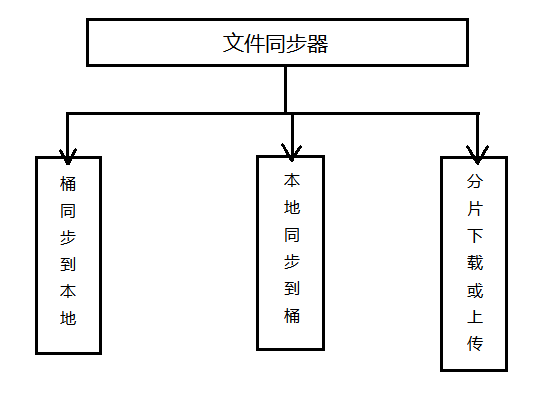 文件同步器
桶同步到本地
本地同步到桶
分片下载或上传